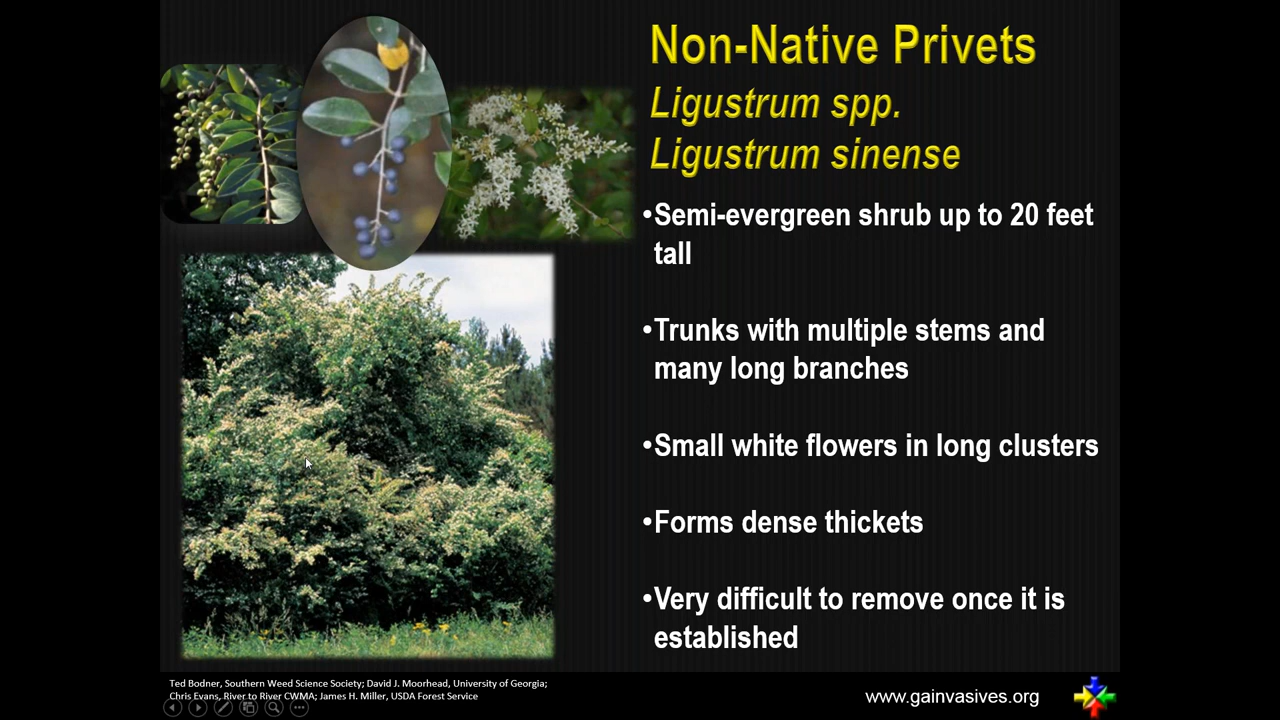 Non-Native Privets
Ligustrum spp.
Ligustrum sinense
•Semi-evergreen shrub up to 20 feet
tall
•Trunks with multiple stems and
many long branches
•Small white flowers in long clusters
•Forms dense thickets
•Very difficult to remove once it is
established
Ted Bodner, Southern Weed Science Society; David J. Moorhead, University of Georgia;
Chris Evans, River to River CWMA; James H. Miller, USDA Forest Service
www.gainvasives.org